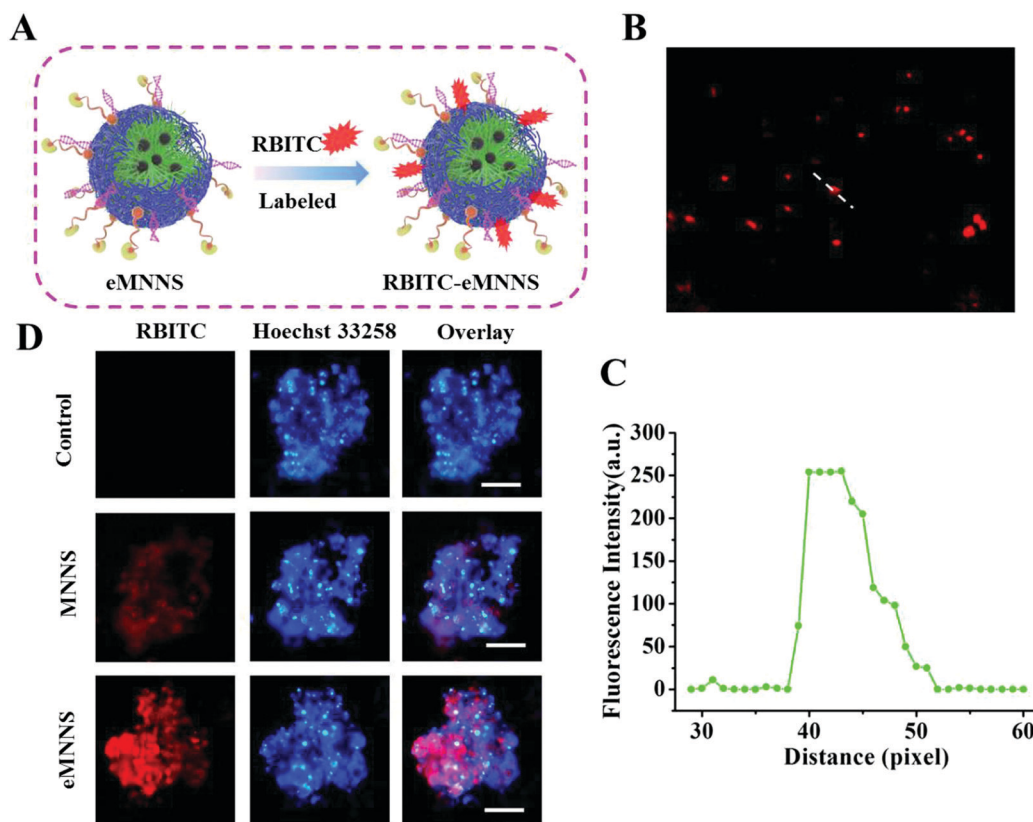 A
RBITC
Labeled
eMNNS
RBITC-eMNNS
B
D
RBITC
Hoechst 33258
Overlay
Control
MNNS
eMNNS
C
Fluorescence Intensity(a.u.)
300
250
200
150
100
50
0
30
40
50
60
Distance (pixel)